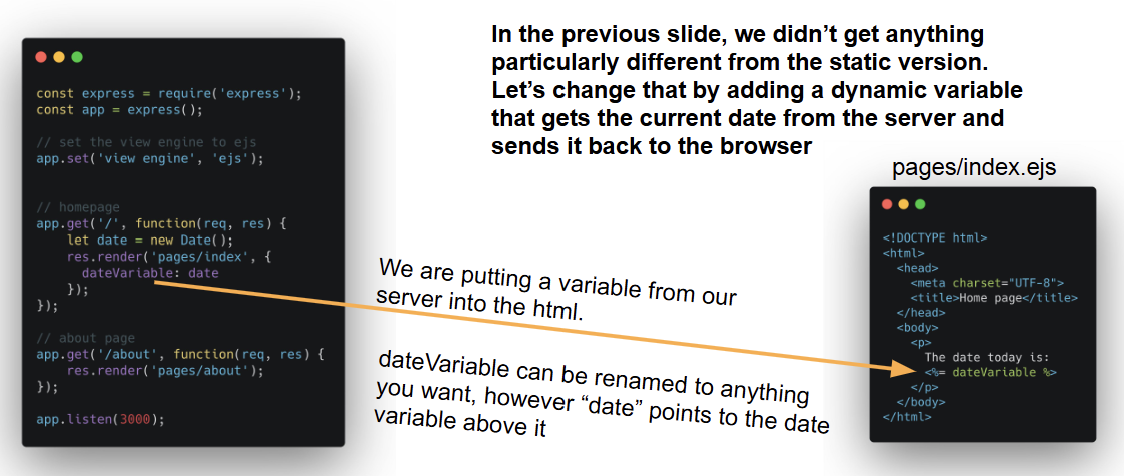 const express = require('express');
const app = express();
// set the view engine to ejs
app.set('view engine', 'ejs');
// homepage
app.get('/', function(req, res) {
    let date = new Date();
    res.render('pages/index', {
      dateVariable: date
    });
});
// about page
app.get('/about', function(req, res) {
    res.render('pages/about');
});
app.listen(3000);
In the previous slide, we didn’t get anything
particularly different from the static version.
Let’s change that by adding a dynamic variable
that gets the current date from the server and
sends it back to the browser
We are putting a variable from our
server into the html.
dateVariable can be renamed to anything
you want, however “date” points to the date
variable above it
pages/index.ejs
<!DOCTYPE html>
<html>
  <head>
    <meta charset="UTF-8">
    <title>Home page</title>
  </head>
  <body>
    <p>
      The date today is:
      <%= dateVariable %>
    </p>
  </body>
</html>